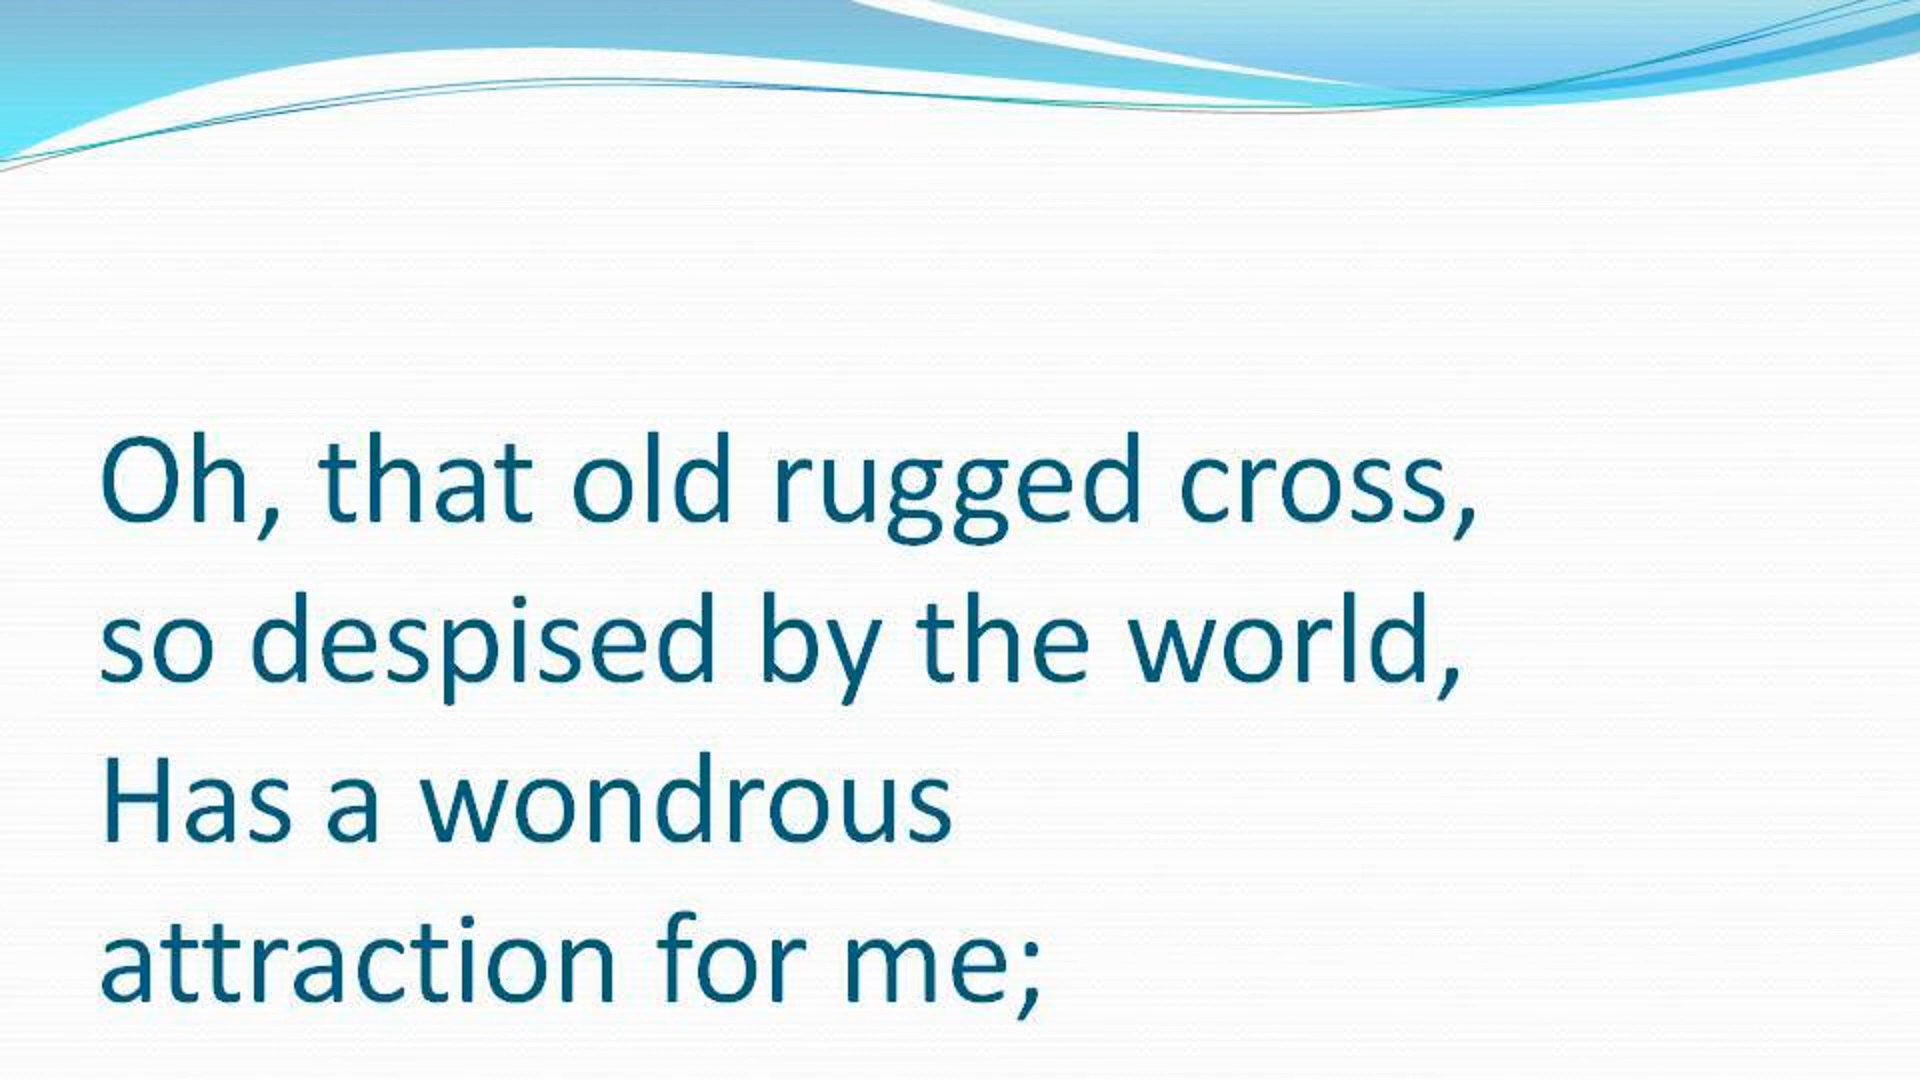 Oh, that old rugged cross,
so despised by the world,
Has a wondrous
attraction for me;